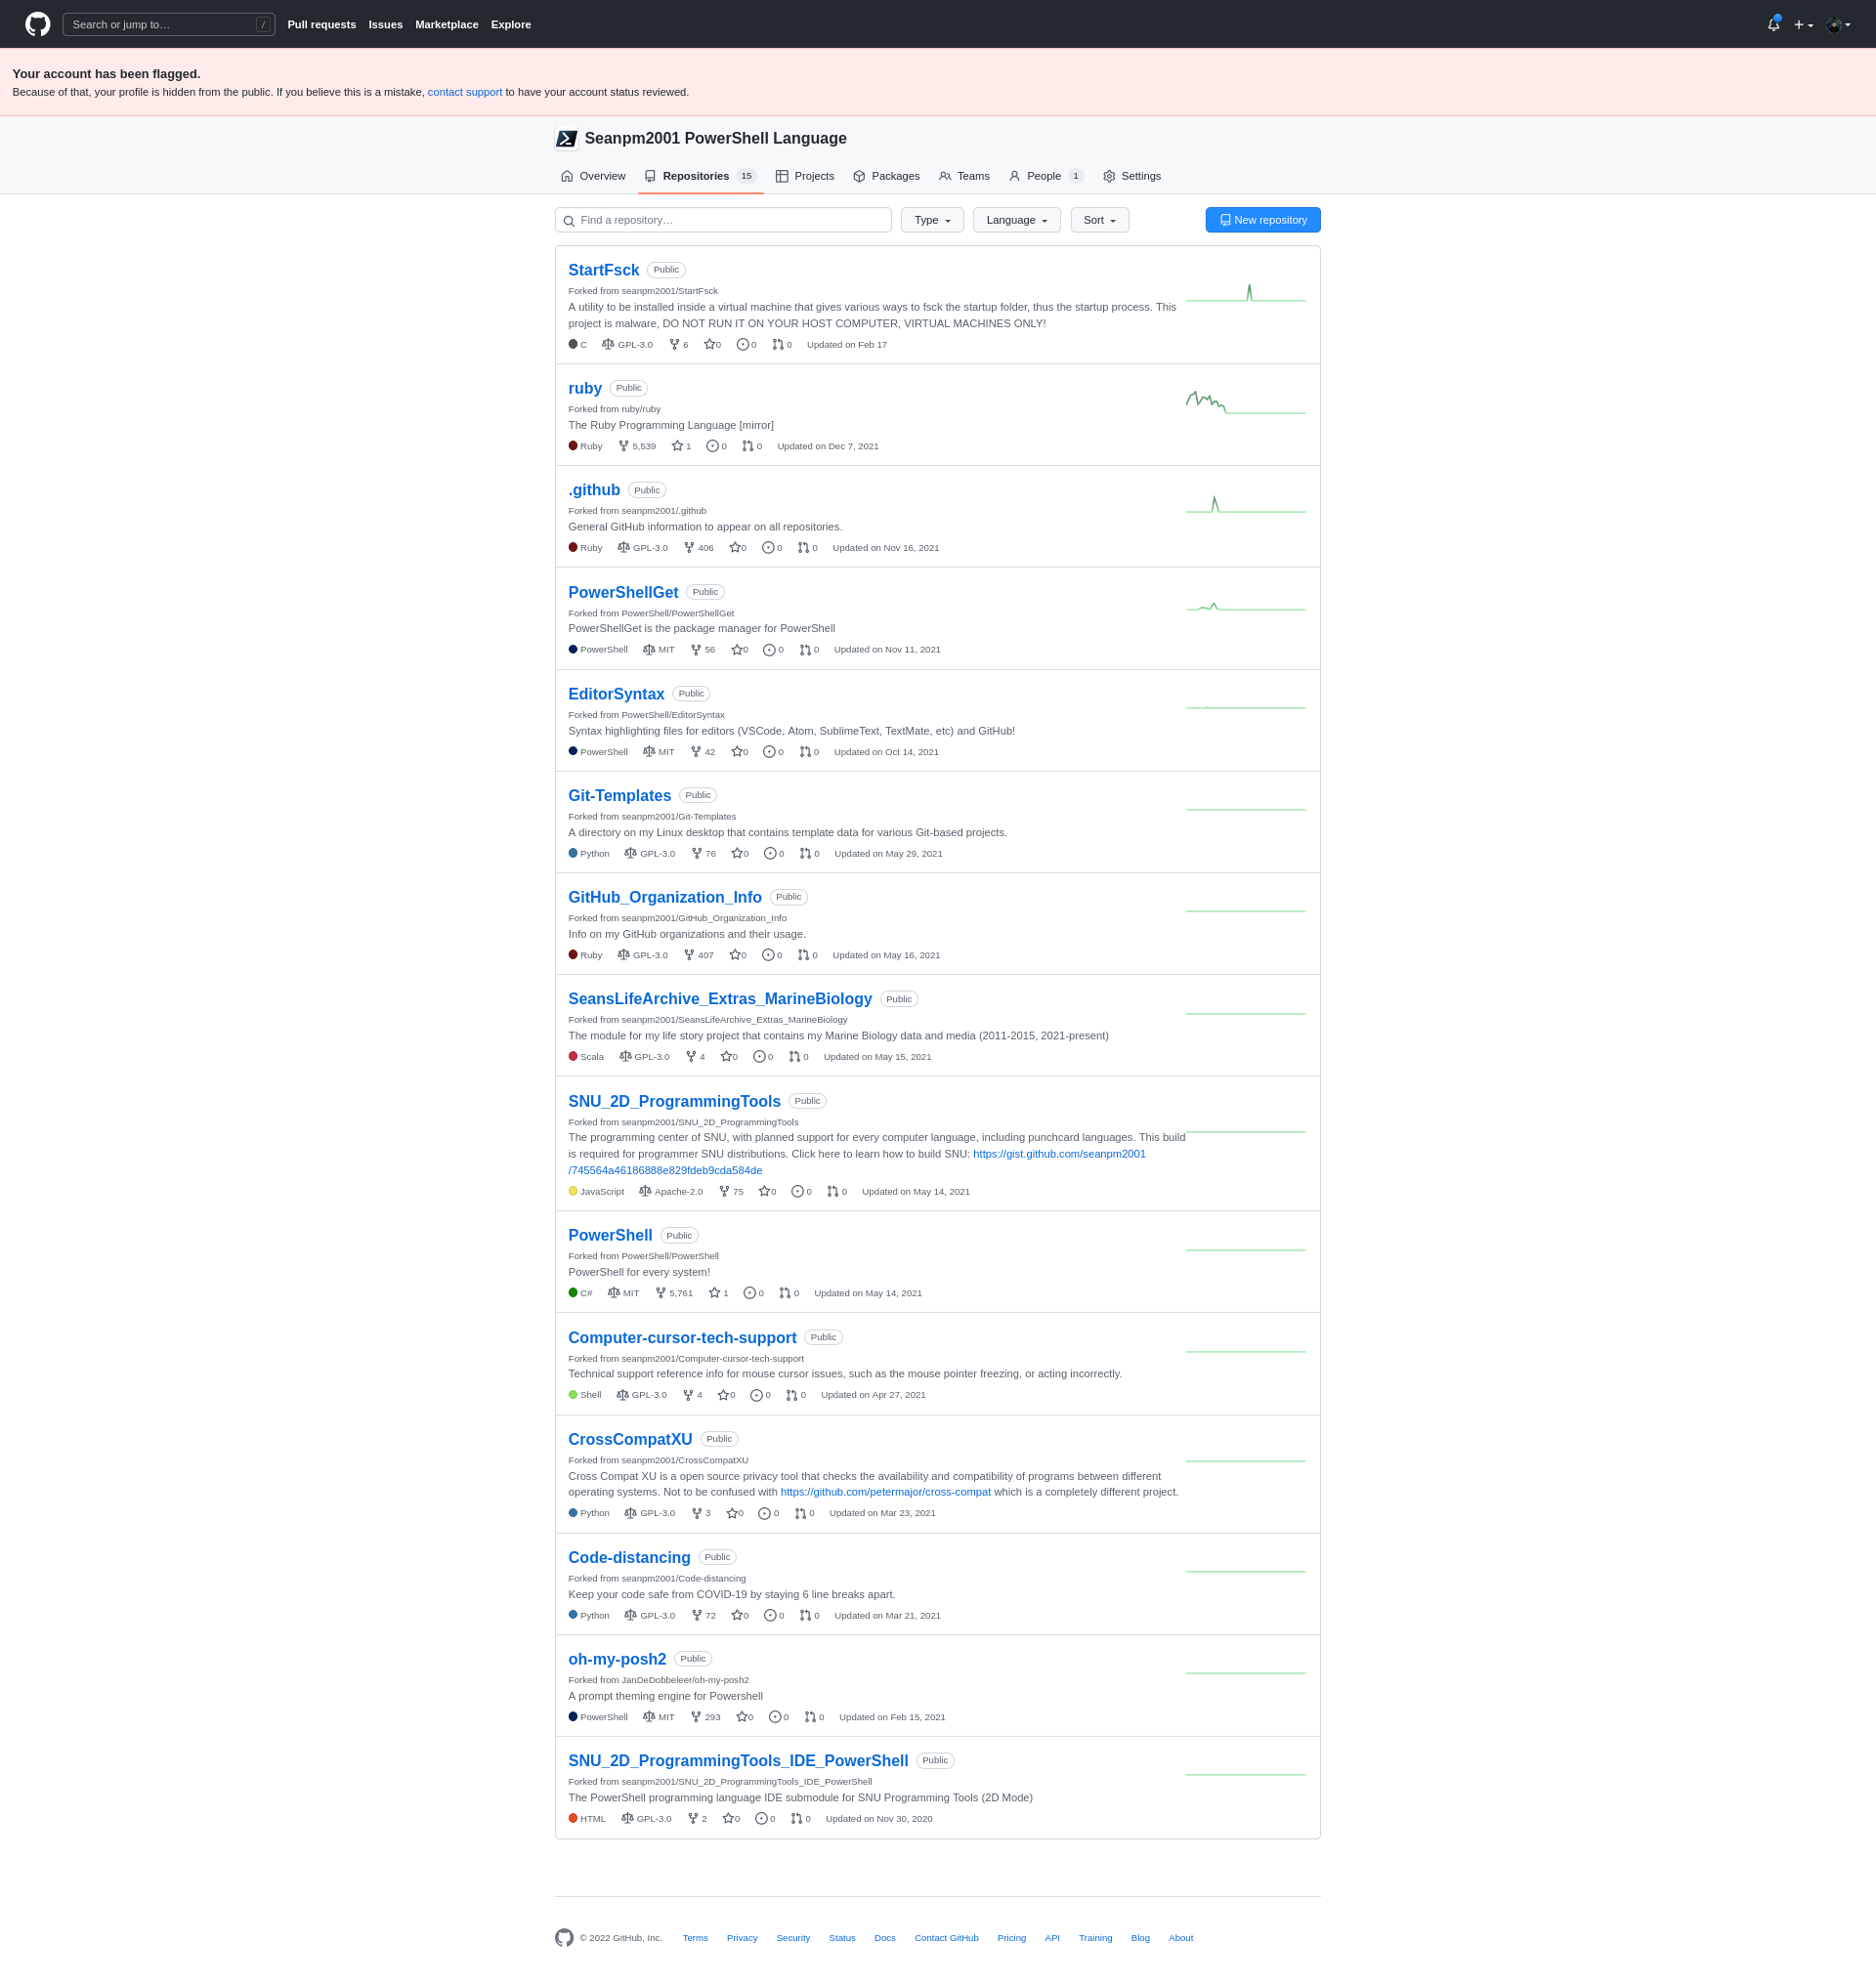 Search or jump to…
/
Pull requests Issues Marketplace Explore
Your account has been flagged.
Because of that, your profile is hidden from the public. If you believe this is a mistake, contact support to have your account status reviewed.
Seanpm2001 PowerShell Language
Overview Repositories 15 Projects Packages Teams People 1 Settings
Find a repository… Type Language Sort New repository
StartFsck Public
Forked from seanpm2001/StartFsck
A utility to be installed inside a virtual machine that gives various ways to fsck the startup folder, thus the startup process. This
project is malware, DO NOT RUN IT ON YOUR HOST COMPUTER, VIRTUAL MACHINES ONLY!
C GPL-3.0 6 0 0 0 Updated on Feb 17
ruby Public
Forked from ruby/ruby
The Ruby Programming Language [mirror]
Ruby 5,539 1 0 0 Updated on Dec 7, 2021
.github Public
Forked from seanpm2001/.github
General GitHub information to appear on all repositories.
Ruby GPL-3.0 406 0 0 0 Updated on Nov 16, 2021
PowerShellGet Public
Forked from PowerShell/PowerShellGet
PowerShellGet is the package manager for PowerShell
PowerShell MIT 56 0 0 0 Updated on Nov 11, 2021
EditorSyntax Public
Forked from PowerShell/EditorSyntax
Syntax highlighting files for editors (VSCode, Atom, SublimeText, TextMate, etc) and GitHub!
PowerShell MIT 42 0 0 0 Updated on Oct 14, 2021
Git-Templates Public
Forked from seanpm2001/Git-Templates
A directory on my Linux desktop that contains template data for various Git-based projects.
Python GPL-3.0 76 0 0 0 Updated on May 29, 2021
GitHub_Organization_Info Public
Forked from seanpm2001/GitHub_Organization_Info
Info on my GitHub organizations and their usage.
Ruby GPL-3.0 407 0 0 0 Updated on May 16, 2021
SeansLifeArchive_Extras_MarineBiology Public
Forked from seanpm2001/SeansLifeArchive_Extras_MarineBiology
The module for my life story project that contains my Marine Biology data and media (2011-2015, 2021-present)
Scala GPL-3.0 4 0 0 0 Updated on May 15, 2021
SNU_2D_ProgrammingTools Public
Forked from seanpm2001/SNU_2D_ProgrammingTools
The programming center of SNU, with planned support for every computer language, including punchcard languages. This build
is required for programmer SNU distributions. Click here to learn how to build SNU: https://gist.github.com/seanpm2001
/745564a46186888e829fdeb9cda584de
JavaScript Apache-2.0 75 0 0 0 Updated on May 14, 2021
PowerShell Public
Forked from PowerShell/PowerShell
PowerShell for every system!
C# MIT 5,761 1 0 0 Updated on May 14, 2021
Computer-cursor-tech-support Public
Forked from seanpm2001/Computer-cursor-tech-support
Technical support reference info for mouse cursor issues, such as the mouse pointer freezing, or acting incorrectly.
Shell GPL-3.0 4 0 0 0 Updated on Apr 27, 2021
CrossCompatXU Public
Forked from seanpm2001/CrossCompatXU
Cross Compat XU is a open source privacy tool that checks the availability and compatibility of programs between different
operating systems. Not to be confused with https://github.com/petermajor/cross-compat which is a completely different project.
Python GPL-3.0 3 0 0 0 Updated on Mar 23, 2021
Code-distancing Public
Forked from seanpm2001/Code-distancing
Keep your code safe from COVID-19 by staying 6 line breaks apart.
Python GPL-3.0 72 0 0 0 Updated on Mar 21, 2021
oh-my-posh2 Public
Forked from JanDeDobbeleer/oh-my-posh2
A prompt theming engine for Powershell
PowerShell MIT 293 0 0 0 Updated on Feb 15, 2021
SNU_2D_ProgrammingTools_IDE_PowerShell Public
Forked from seanpm2001/SNU_2D_ProgrammingTools_IDE_PowerShell
The PowerShell programming language IDE submodule for SNU Programming Tools (2D Mode)
HTML GPL-3.0 2 0 0 0 Updated on Nov 30, 2020
© 2022 GitHub, Inc. Terms Privacy Security Status Docs Contact GitHub Pricing API Training Blog About